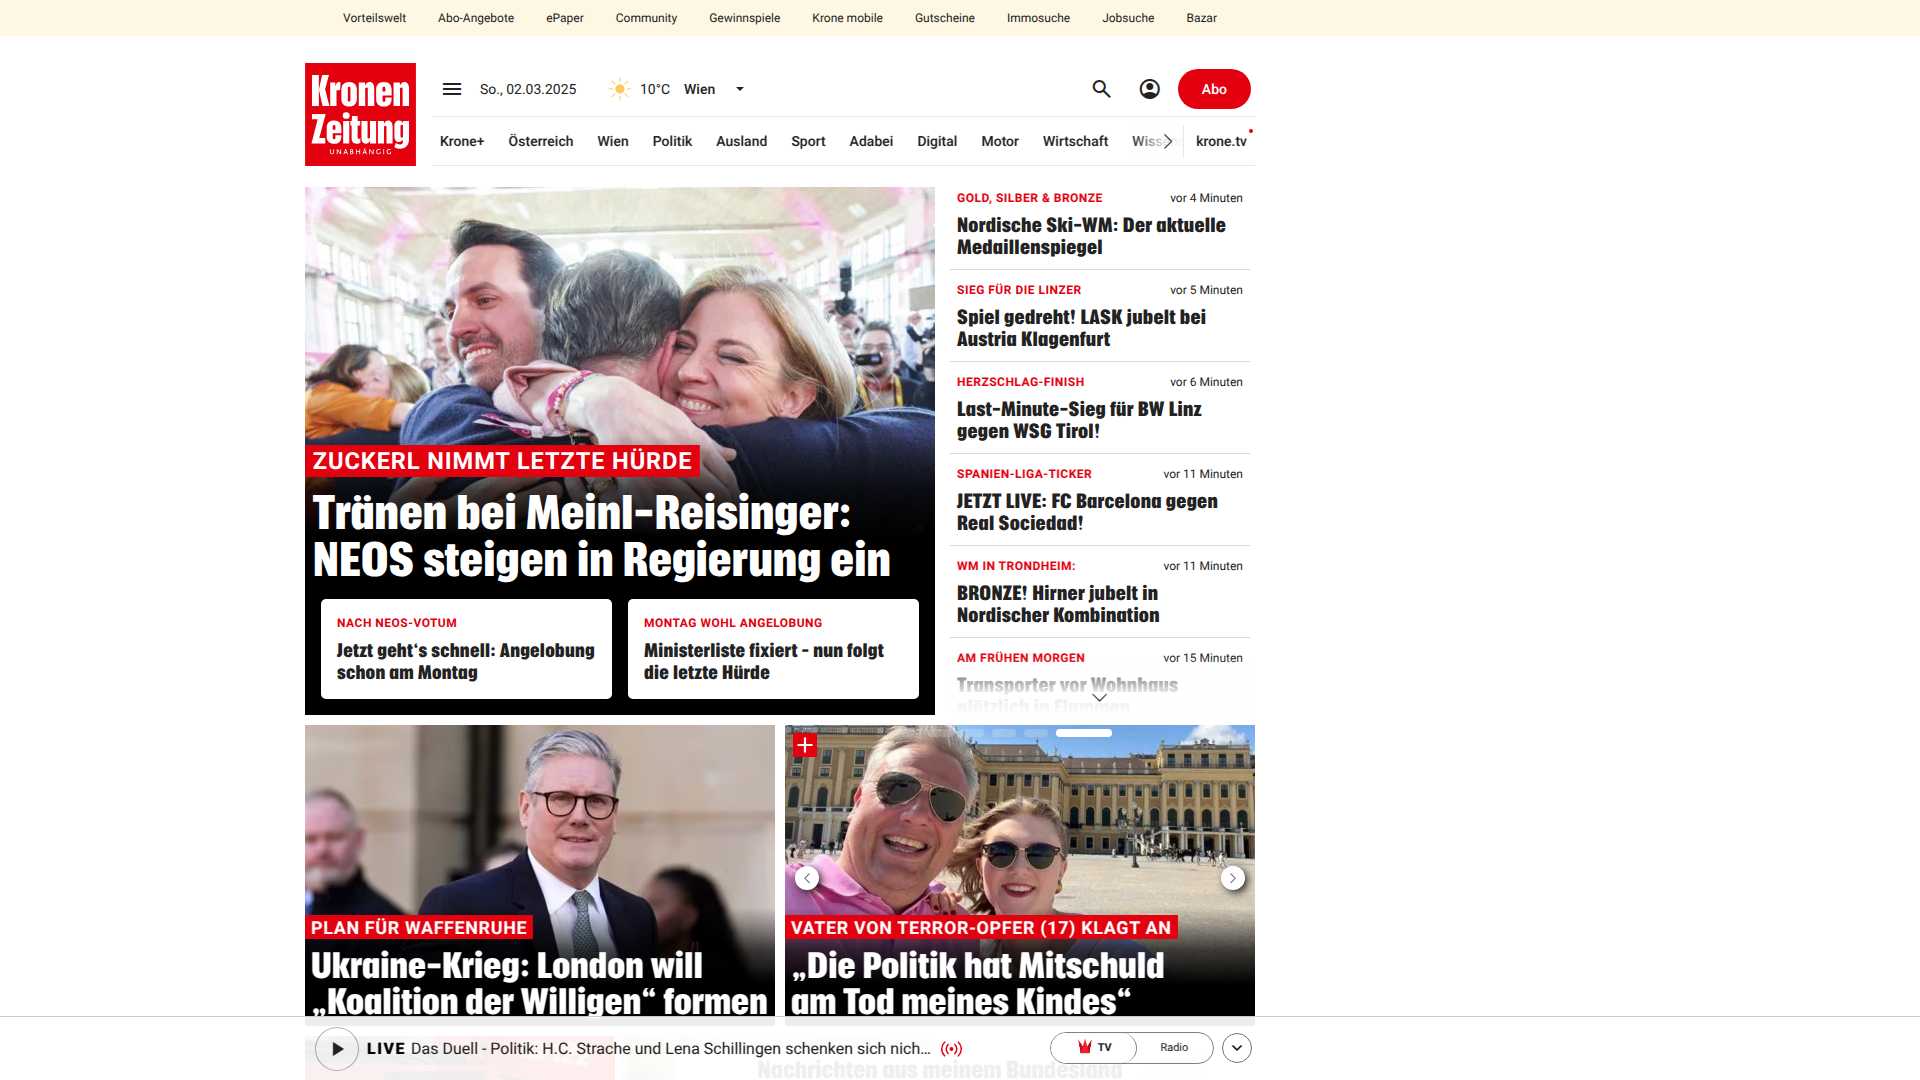 Vorteilswelt Abo-Angebote ePaper Community Gewinnspiele Krone mobile Gutscheine Immosuche Jobsuche Bazar
Kronen
Zeitung
UNABHÄNGIG
So., 02.03.2025 10°C Wien
Abo
Krone+ Österreich Wien Politik Ausland Sport Adabei Digital Motor Wirtschaft krone.tv
ZUCKERL NIMMT LETZTE HÜRDE
Tränen bei Meinl-Reisinger:
NEOS steigen in Regierung ein
NACH NEOS-VOTUM
Jetzt geht‘s schnell: Angelobung
schon am Montag
MONTAG WOHL ANGELOBUNG
Ministerliste fixiert - nun folgt
die letzte Hürde
GOLD, SILBER & BRONZE vor 4 Minuten
Nordische Ski-WM: Der aktuelle
Medaillenspiegel
SIEG FÜR DIE LINZER vor 5 Minuten
Spiel gedreht! LASK jubelt bei
Austria Klagenfurt
HERZSCHLAG-FINISH vor 6 Minuten
Last-Minute-Sieg für BW Linz
gegen WSG Tirol!
SPANIEN-LIGA-TICKER vor 11 Minuten
JETZT LIVE: FC Barcelona gegen
Real Sociedad!
WM IN TRONDHEIM: vor 11 Minuten
BRONZE! Hirner jubelt in
Nordischer Kombination
AM FRÜHEN MORGEN vor 15 Minuten
Transporter vor Wohnhaus
plötzlich in Flammen
PLAN FÜR WAFFENRUHE
Ukraine-Krieg: London will
„Koalition der Willigen“ formen
VATER VON TERROR-OPFER (17) KLAGT AN
„Die Politik hat Mitschuld
am Tod meines Kindes“
LIVE Das Duell - Politik: H.C. Strache und Lena Schillingen schenken sich nich...
TV Radio
Nachrichten aus meinem Bundesland